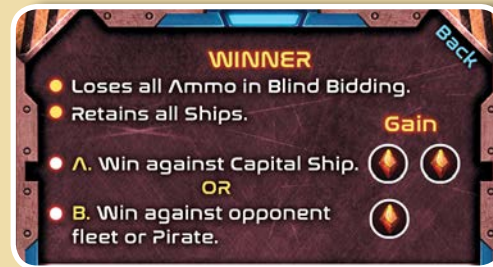 Back
WINNER
Loses all Ammo in Blind Bidding.
Retains all Ships.
Gain
A. Win against Capital Ship.
OR
B. Win against opponent
fleet or Pirate.